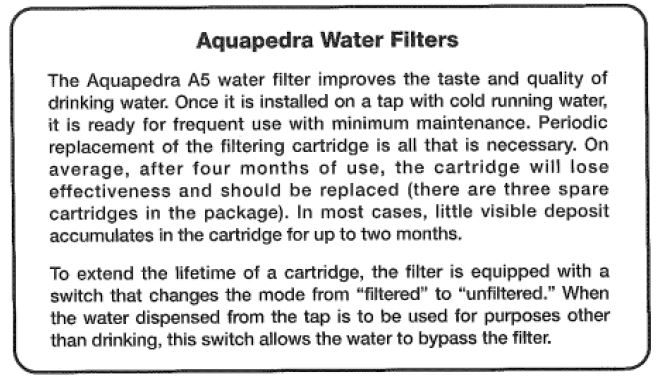 Aquapedra Water Filters
The Aquapedra A5 water filter improves the taste and quality of
drinking water. Once it is installed on a tap with cold running water,
it is ready for frequent use with minimum maintenance. Periodic
replacement of the filtering cartridge is all that is necessary. On
average, after four months of use, the cartridge will lose
effectiveness and should be replaced (there are three spare
cartridges in the package). In most cases, little visible deposit
accumulates in the cartridge for up to two months.
To extend the lifetime of a cartridge, the filter is equipped with a
switch that changes the mode from “filtered” to “unfiltered.” When
the water dispensed from the tap is to be used for purposes other
than drinking, this switch allows the water to bypass the filter.